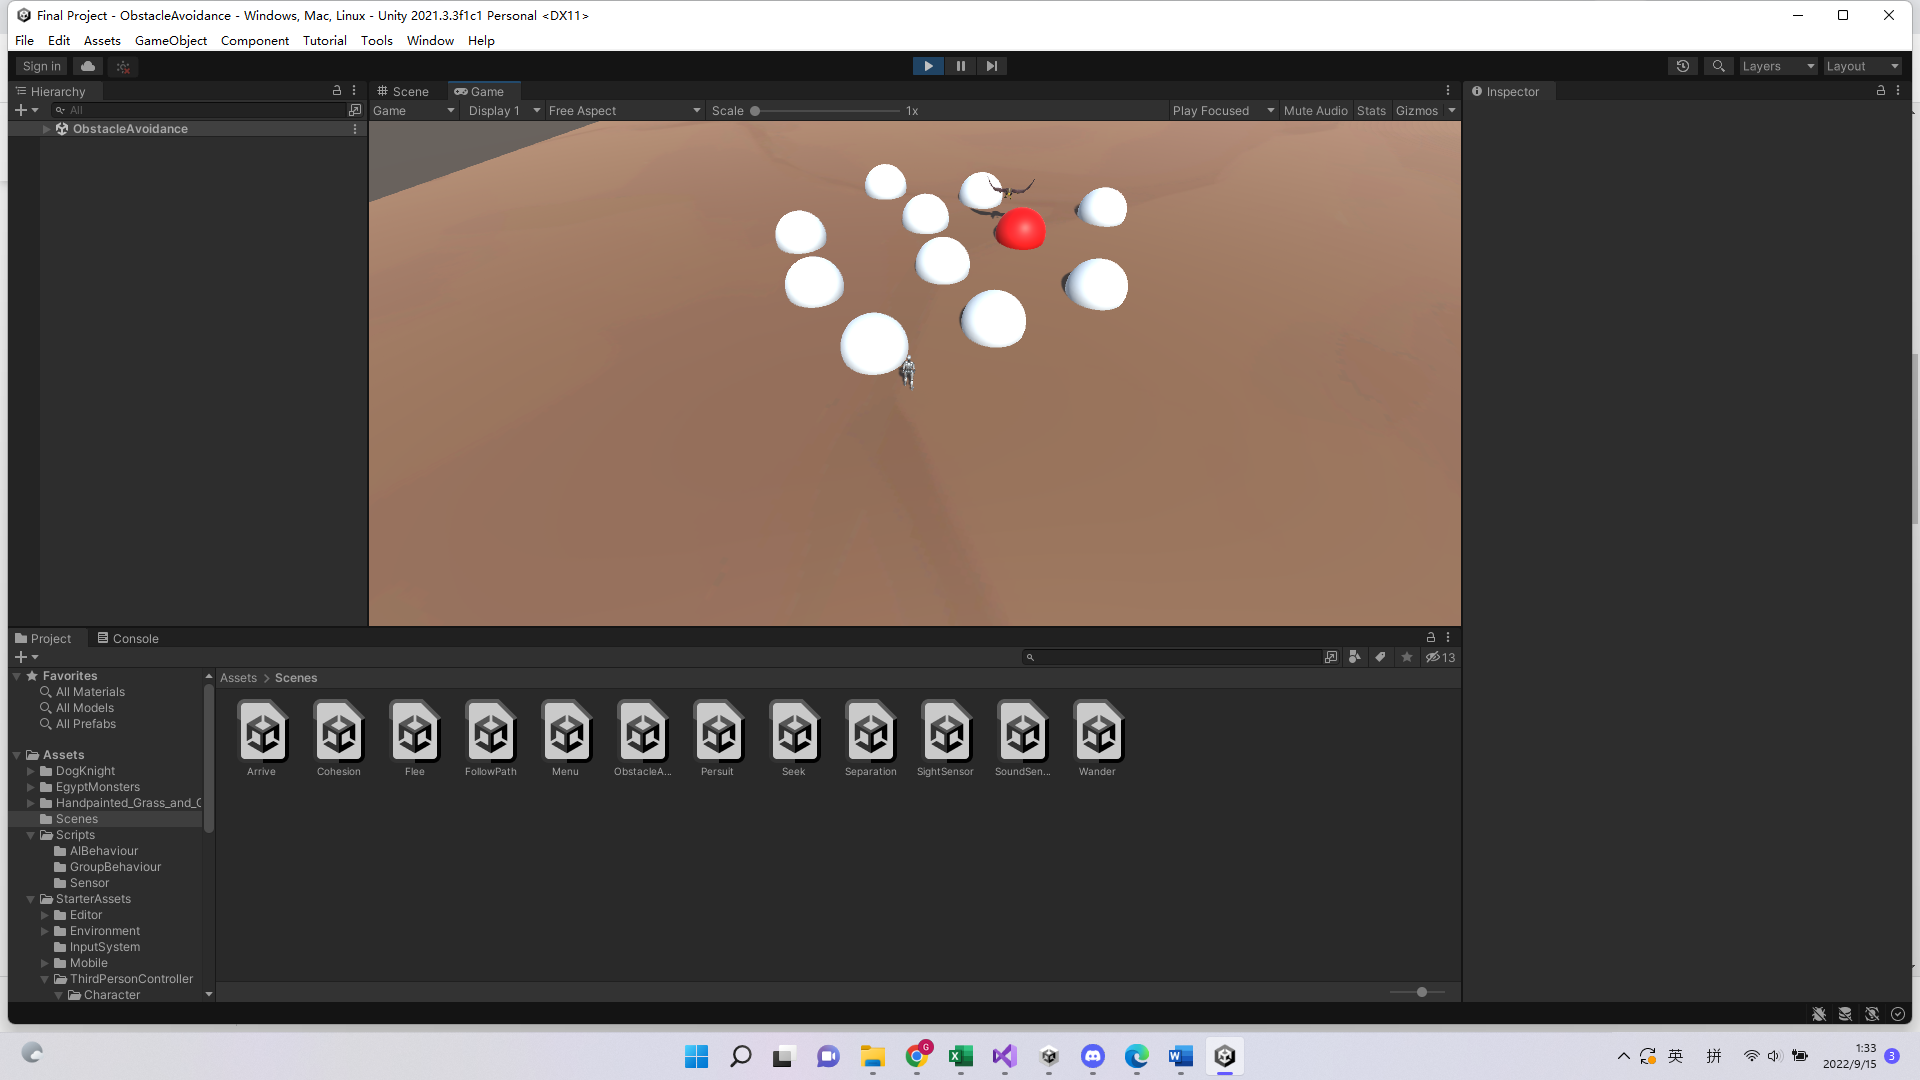 Final Project - ObstacleAvoidance - Windows, Mac, Linux - Unity 2021.3.3f1c1 Personal <DX11>
File Edit Assets GameObject Component Tutorial Tools Window Help
Sign in Layers Layout
Hierarchy Scene Game Inspector
All Game Display 1 Free Aspect Scale 1x Play Focused Mute Audio Stats Gizmos
ObstacleAvoidance
Project Console
13
Favorites
Assets > Scenes
All Materials
All Models
All Prefabs
Assets
DogKnight
EgyptMonsters
Handpainted_Grass_and_G
Scenes
Scripts
AIBehaviour
GroupBehaviour
Sensor
StarterAssets
Editor
Environment
InputSystem
Mobile
ThirdPersonController
Character
Arrive Cohesion Flee FollowPath Menu ObstacleA... Persuit Seek Separation SightSensor SoundSen... Wander
G
英 拼 1:33
2022/9/15 3